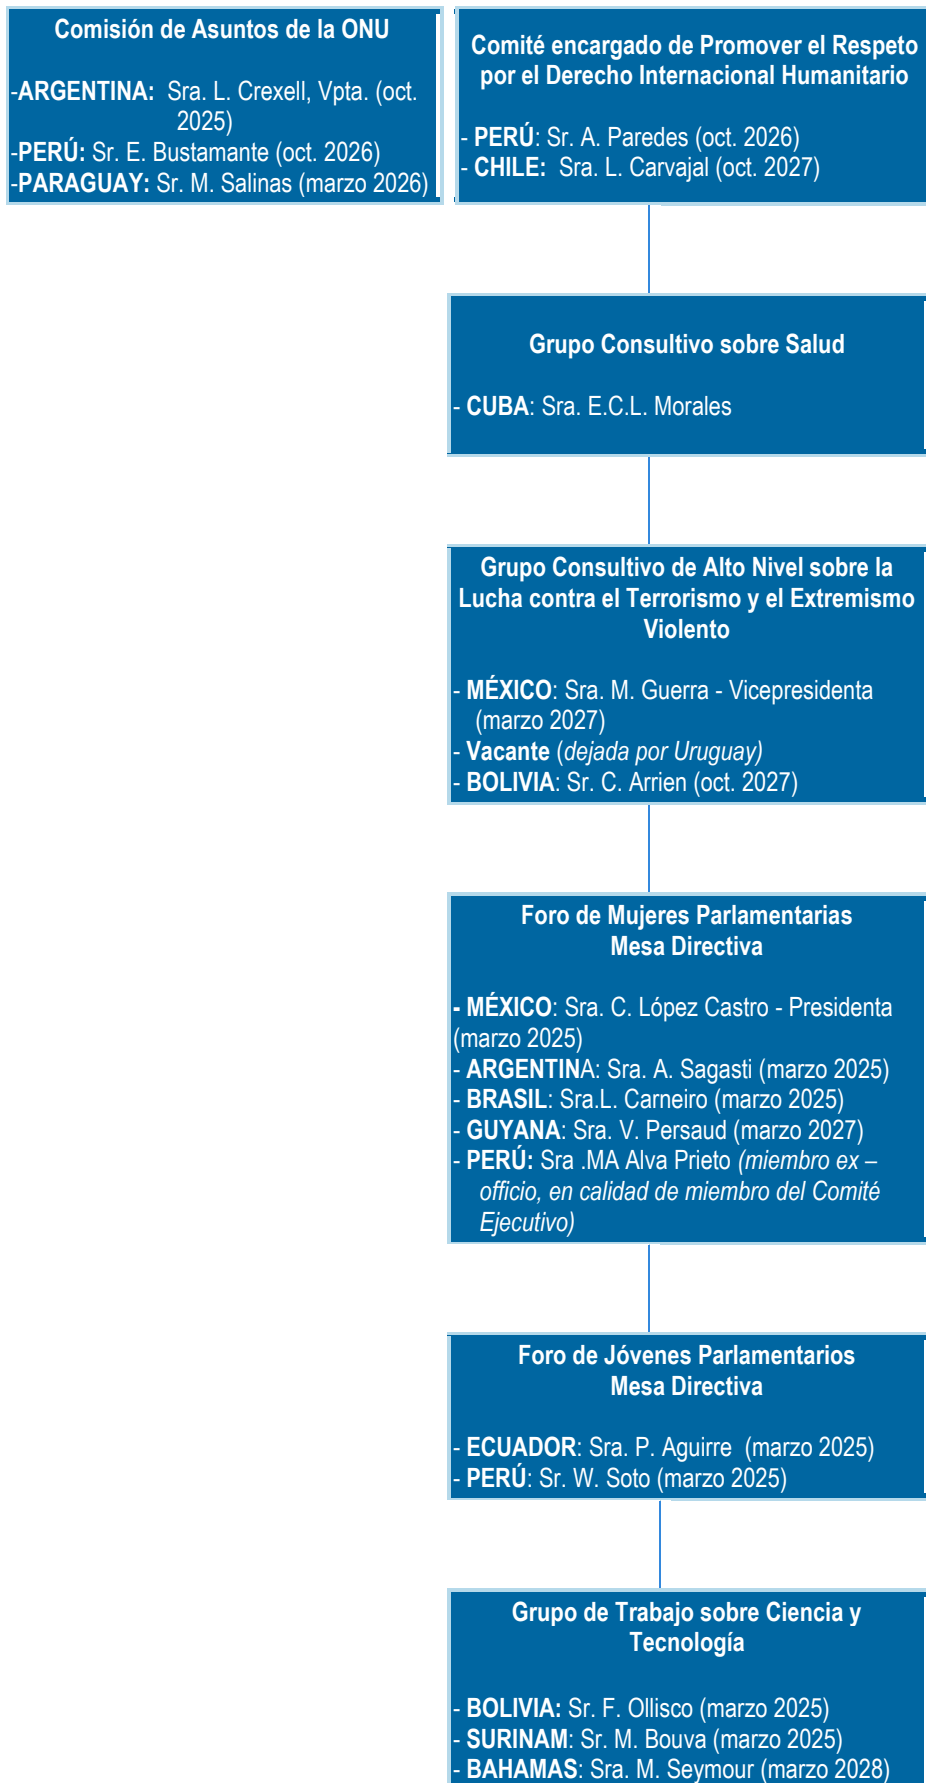 Comisión de Asuntos de la ONU
-ARGENTINA: Sra. L. Crexell, Vpta. (oct.
2025)
-PERÚ: Sr. E. Bustamante (oct. 2026)
-PARAGUAY: Sr. M. Salinas (marzo 2026)
Comité encargado de Promover el Respeto
por el Derecho Internacional Humanitario
- PERÚ: Sr. A. Paredes (oct. 2026)
- CHILE: Sra. L. Carvajal (oct. 2027)
Grupo Consultivo sobre Salud
- CUBA: Sra. E.C.L. Morales
Grupo Consultivo de Alto Nivel sobre la
Lucha contra el Terrorismo y el Extremismo
Violento
- MÉXICO: Sra. M. Guerra - Vicepresidenta
(marzo 2027)
- Vacante (dejada por Uruguay)
- BOLIVIA: Sr. C. Arrien (oct. 2027)
Foro de Mujeres Parlamentarias
Mesa Directiva
- MÉXICO: Sra. C. López Castro - Presidenta
(marzo 2025)
- ARGENTINA: Sra. A. Sagasti (marzo 2025)
- BRASIL: Sra.L. Carneiro (marzo 2025)
- GUYANA: Sra. V. Persaud (marzo 2027)
- PERÚ: Sra .MA Alva Prieto (miembro ex –
officio, en calidad de miembro del Comité
Ejecutivo)
Foro de Jóvenes Parlamentarios
Mesa Directiva
- ECUADOR: Sra. P. Aguirre (marzo 2025)
- PERÚ: Sr. W. Soto (marzo 2025)
Grupo de Trabajo sobre Ciencia y
Tecnología
- BOLIVIA: Sr. F. Ollisco (marzo 2025)
- SURINAM: Sr. M. Bouva (marzo 2025)
- BAHAMAS: Sra. M. Seymour (marzo 2028)